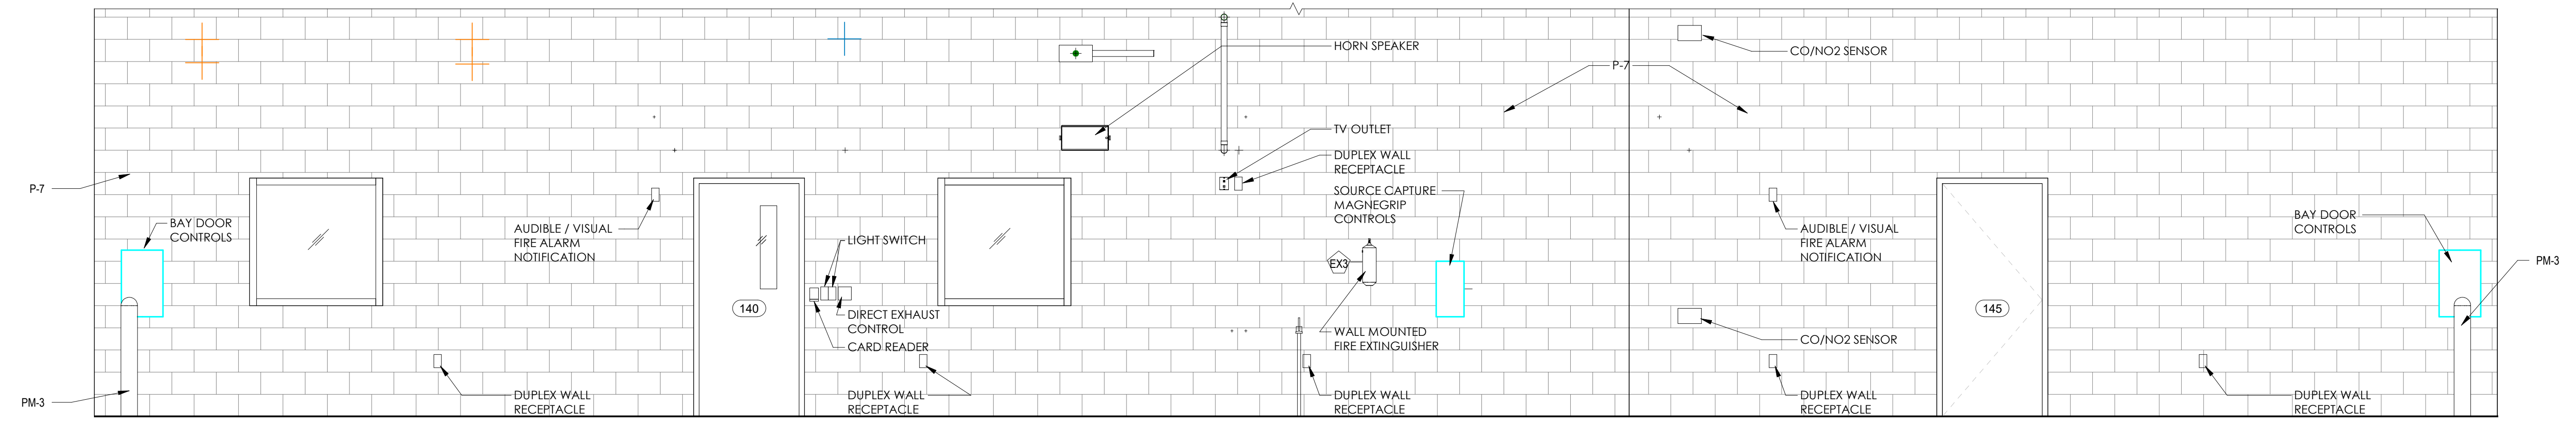 HORN SPEAKER
CO/NO2 SENSOR
P-7
TV OUTLET
DUPLEX WALL
RECEPTACLE
P-7
SOURCE CAPTURE
MAGNEGRIP
CONTROLS
BAY DOOR
CONTROLS
AUDIBLE / VISUAL
FIRE ALARM
NOTIFICATION
LIGHT SWITCH
AUDIBLE / VISUAL
FIRE ALARM
NOTIFICATION
BAY DOOR
CONTROLS
EX3
PM-3
140
145
DIRECT EXHAUST
CONTROL
CARD READER
WALL MOUNTED
FIRE EXTINGUISHER
CO/NO2 SENSOR
PM-3
DUPLEX WALL
RECEPTACLE
DUPLEX WALL
RECEPTACLE
DUPLEX WALL
RECEPTACLE
DUPLEX WALL
RECEPTACLE
DUPLEX WALL
RECEPTACLE